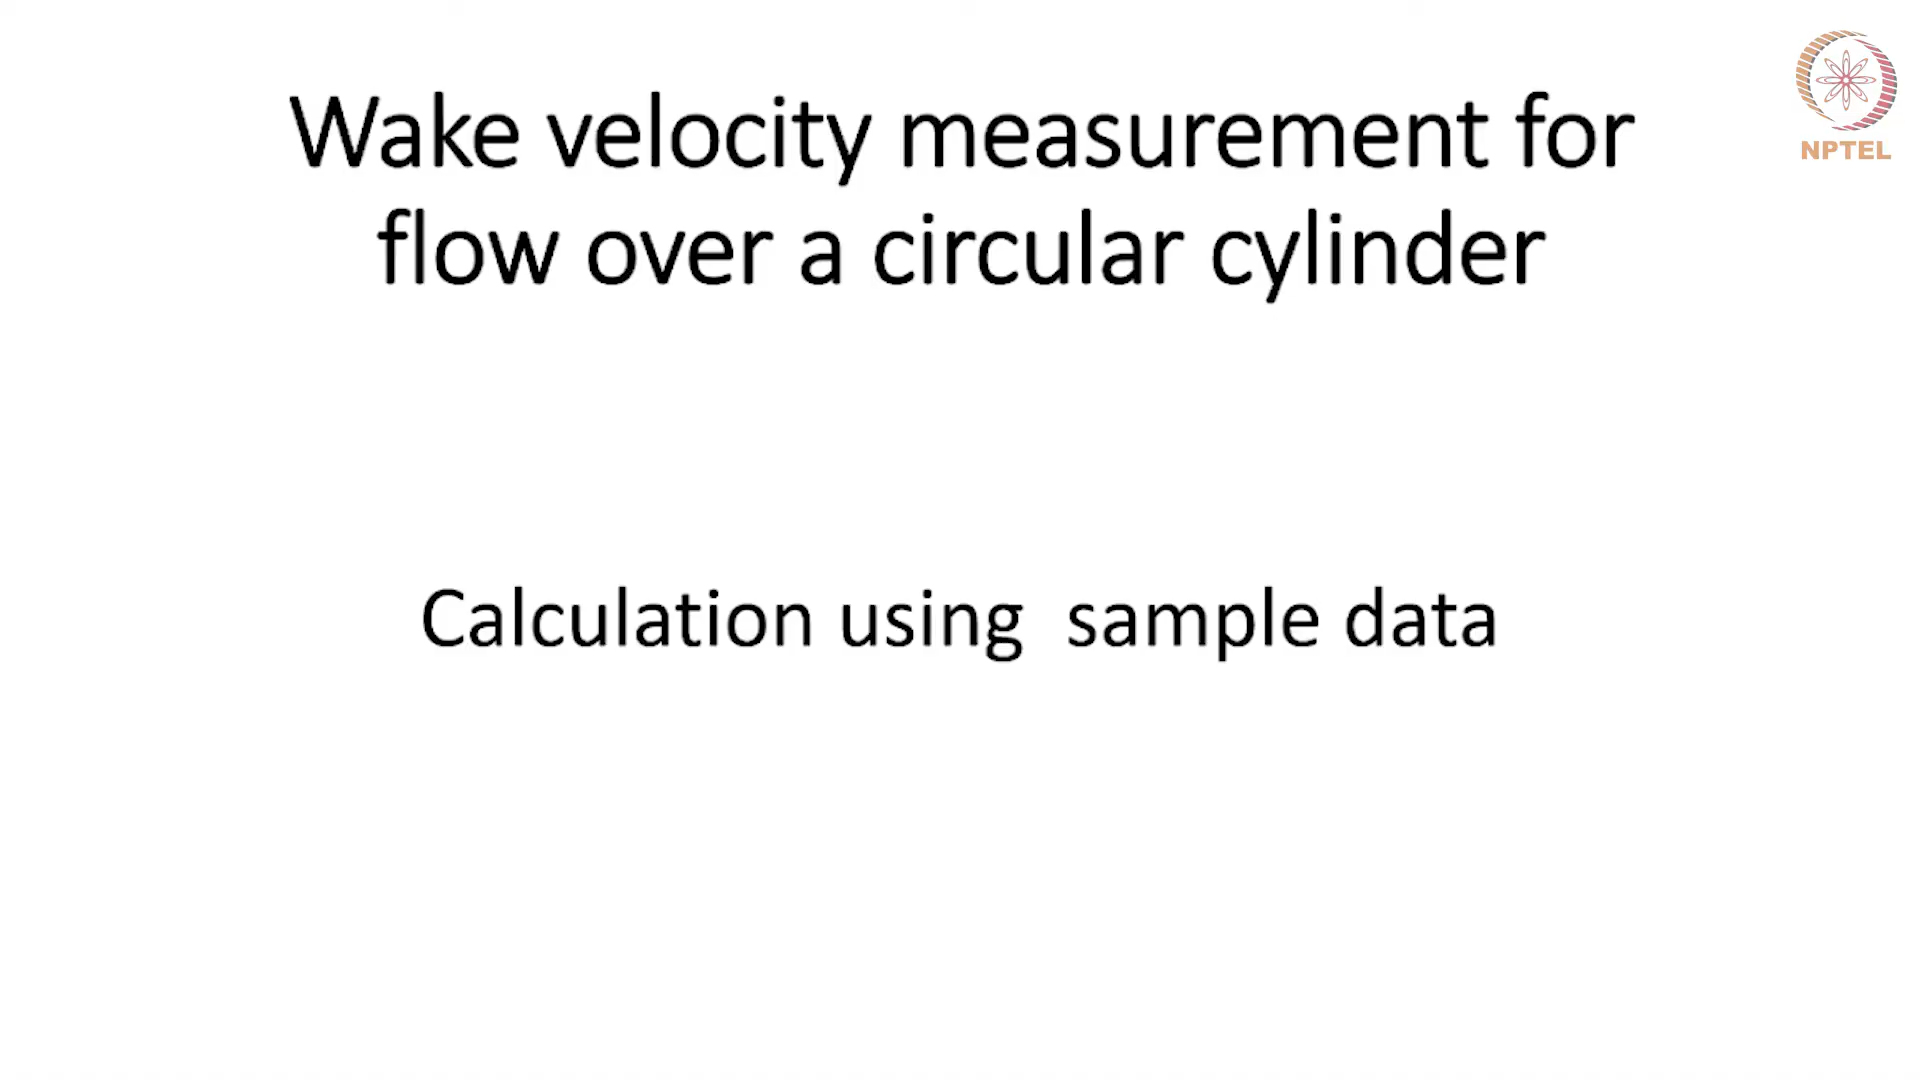 Wake velocity measurement for
flow over a circular cylinder
Calculation using  sample data
NPTEL